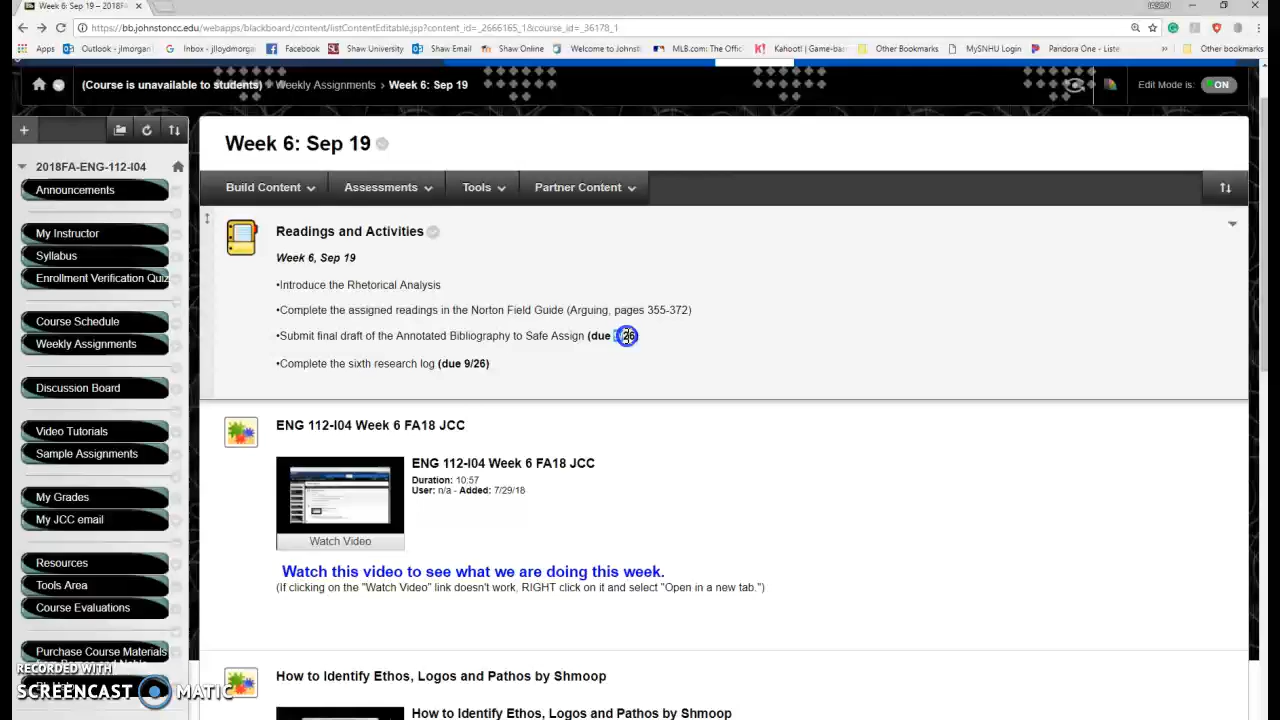 Week 6: Sep 19 – 2018FA
https://bb.johnstoncc.edu/webapps/blackboard/content/listContentEditable.jsp?content_id=_2666165_1&course_id=_36178_1
Apps Outlook - jlmorgan Inbox - jlloydmorga Facebook Shaw University Shaw Email Shaw Online Welcome to Johnst MLB.com: The Offic Kahoot! | Game-bas Other Bookmarks MySNHU Login Pandora One - Liste » Other bookmarks
(Course is unavailable to students) Weekly Assignments > Week 6: Sep 19 Edit Mode is: ON
2018FA-ENG-112-I04
Announcements
My Instructor
Syllabus
Enrollment Verification Quiz
Course Schedule
Weekly Assignments
Discussion Board
Video Tutorials
Sample Assignments
My Grades
My JCC email
Resources
Tools Area
Course Evaluations
Purchase Course Materials
RECORDED WITH
SCREENCAST MATIC
Week 6: Sep 19
Build Content Assessments Tools Partner Content
Readings and Activities
Week 6, Sep 19
•Introduce the Rhetorical Analysis
•Complete the assigned readings in the Norton Field Guide (Arguing, pages 355-372)
•Submit final draft of the Annotated Bibliography to Safe Assign (due 26)
•Complete the sixth research log (due 9/26)
ENG 112-I04 Week 6 FA18 JCC
ENG 112-I04 Week 6 FA18 JCC
Duration: 10:57
User: n/a - Added: 7/29/18
Watch Video
Watch this video to see what we are doing this week.
(If clicking on the "Watch Video" link doesn't work, RIGHT click on it and select "Open in a new tab.")
How to Identify Ethos, Logos and Pathos by Shmoop
How to Identify Ethos, Logos and Pathos by Shmoop